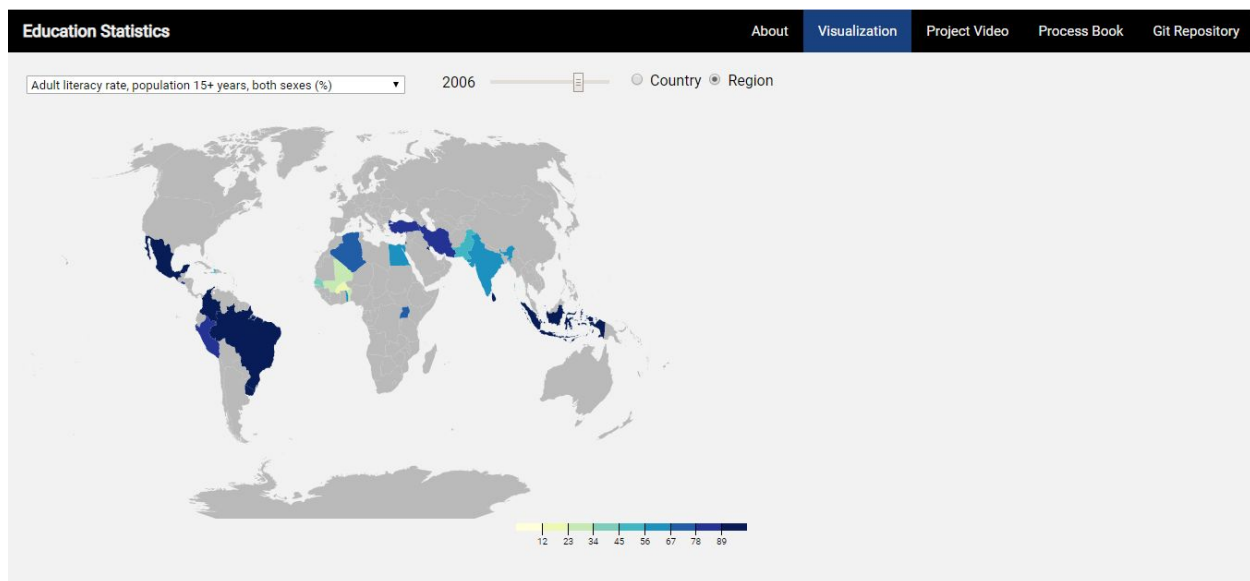 Education Statistics About Visualization Project Video Process Book Git Repository
Adult literacy rate, population 15+ years, both sexes (%) 2006 Country Region
12 23 34 45 56 67 78 89